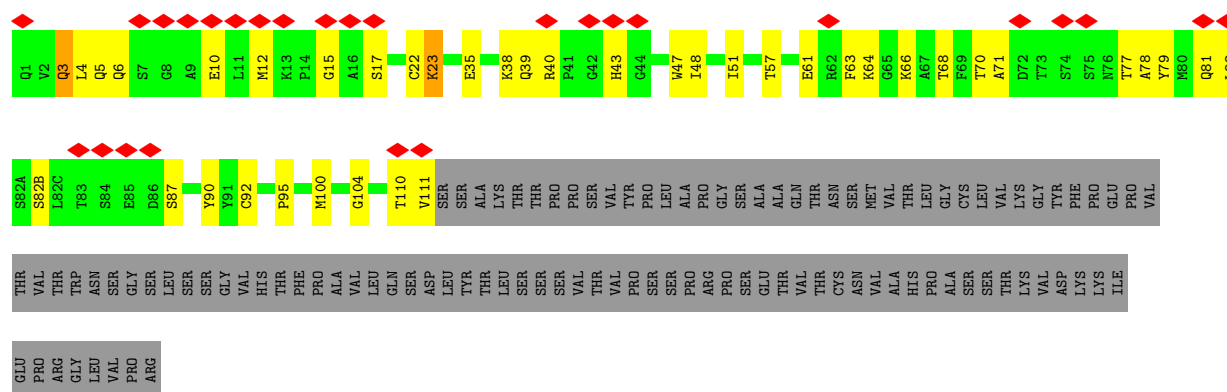 Q1 V2 Q3 L4 Q5 Q6 S7 G8 A9 E10 L11 M12 K13 P14 G15 A16 S17 C22 K23 E35 K38 Q39 R40 P41 G42 H43 G44 W47 I48 I51 T57 E61 R62 F63 K64 G65 K66 A67 T68 F69 T70 A71 D72 T73 S74 S75 N76 T77 A78 Y79 M80 Q81
S82A S82B L82C T83 S84 E85 D86 S87 Y90 Y91 C92 P95 M100 G104 T110 V111 SER SER ALA LYS THR THR PRO PRO SER VAL TYR PRO LEU ALA PRO GLY SER ALA ALA GLN THR ASN SER MET VAL THR LEU GLY CYS LEU VAL LYS GLY TYR PHE PRO GLU PRO VAL
THR VAL THR TRP ASN SER GLY SER LEU SER SER GLY VAL HIS THR PHE PRO ALA VAL LEU GLN SER ASP LEU TYR THR LEU SER SER SER VAL THR VAL PRO SER SER PRO ARG PRO SER GLU THR VAL THR CYS ASN VAL ALA HIS PRO ALA SER SER THR LYS VAL ASP LYS LYS ILE
GLU PRO ARG GLY LEU VAL PRO ARG